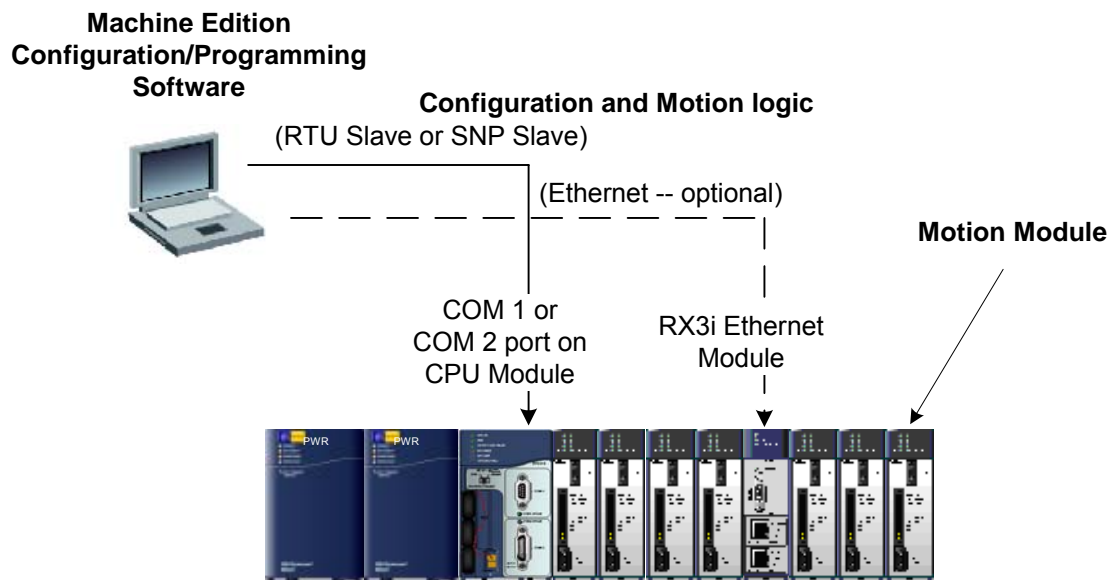 Machine Edition
Configuration/Programming
Software
Configuration and Motion logic
(RTU Slave or SNP Slave)
(Ethernet -- optional)
Motion Module
COM 1 or
COM 2 port on
CPU Module
RX3i Ethernet
Module
PWR
PWR